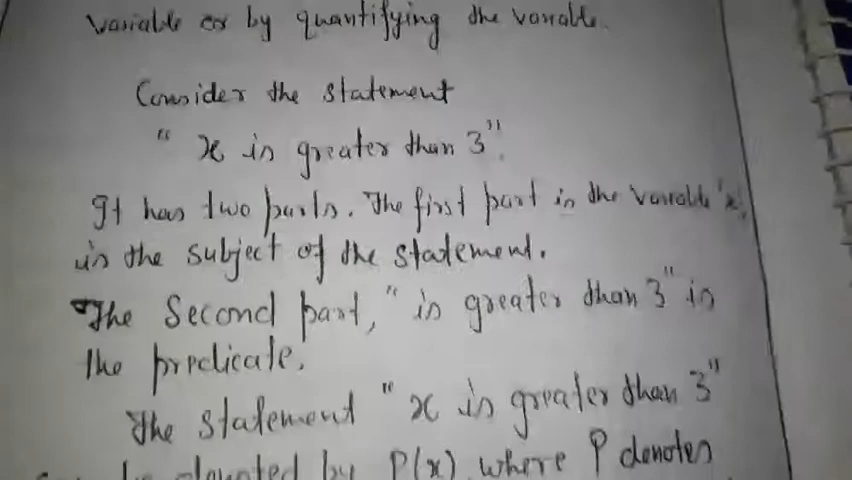 variable or by quantifying the variable.
Consider the statement
" x is greater than 3".
It has two parts. The first part is the variable 'x,
is the subject of the statement.
The second part, " is greater than 3" is
the predicate.
The statement " x is greater than 3"
be denoted by P(x) where P denotes